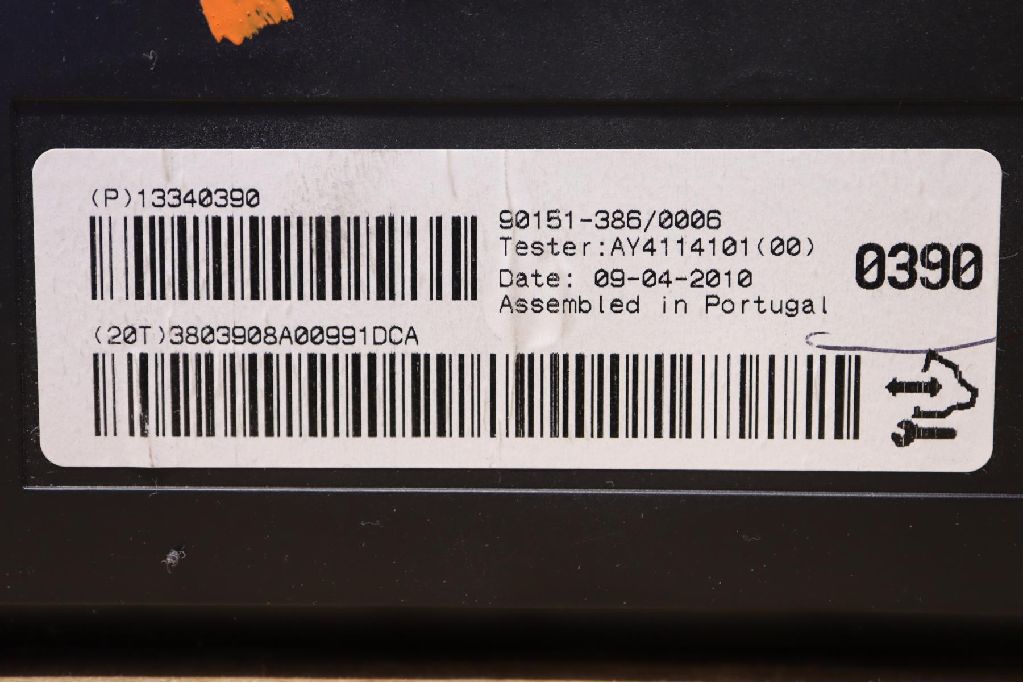 (P)13340390
90151-386/0006
Tester:AY4114101(00)
Date: 09-04-2010
Assembled in Portugal
0390
(20T)3803908A00991DCA